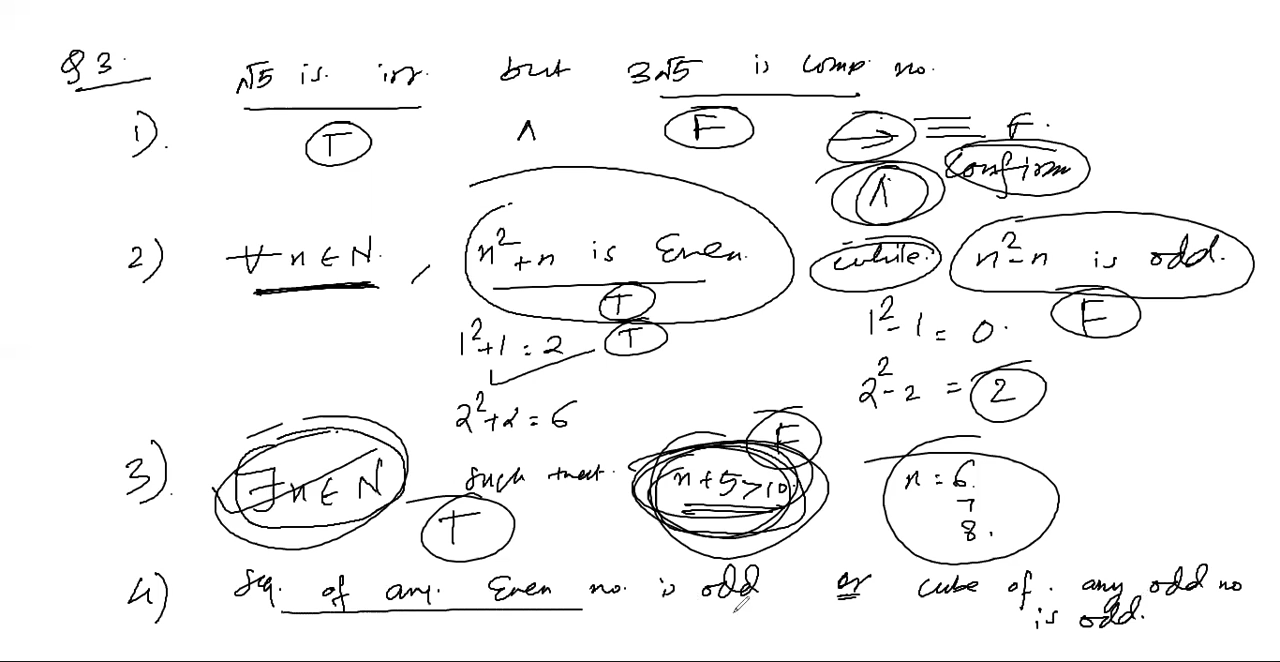 Q 3.
√5 is irr. but 3√5 is comp. no.
1). T ∧ F → ≡ F.
∧ Confirm
2) ∀ n ∈ N, n²+n is Even. while n²-n is odd.
T F
1²+1 = 2 T 1²-1 = 0.
2²+2 = 6 2²-2 = 2
3). ∃ n ∈ N such that n+5>10. F n = 6.
T 7
8.
4) Sq. of any. Even no. is odd or cube of. any odd no
is odd.